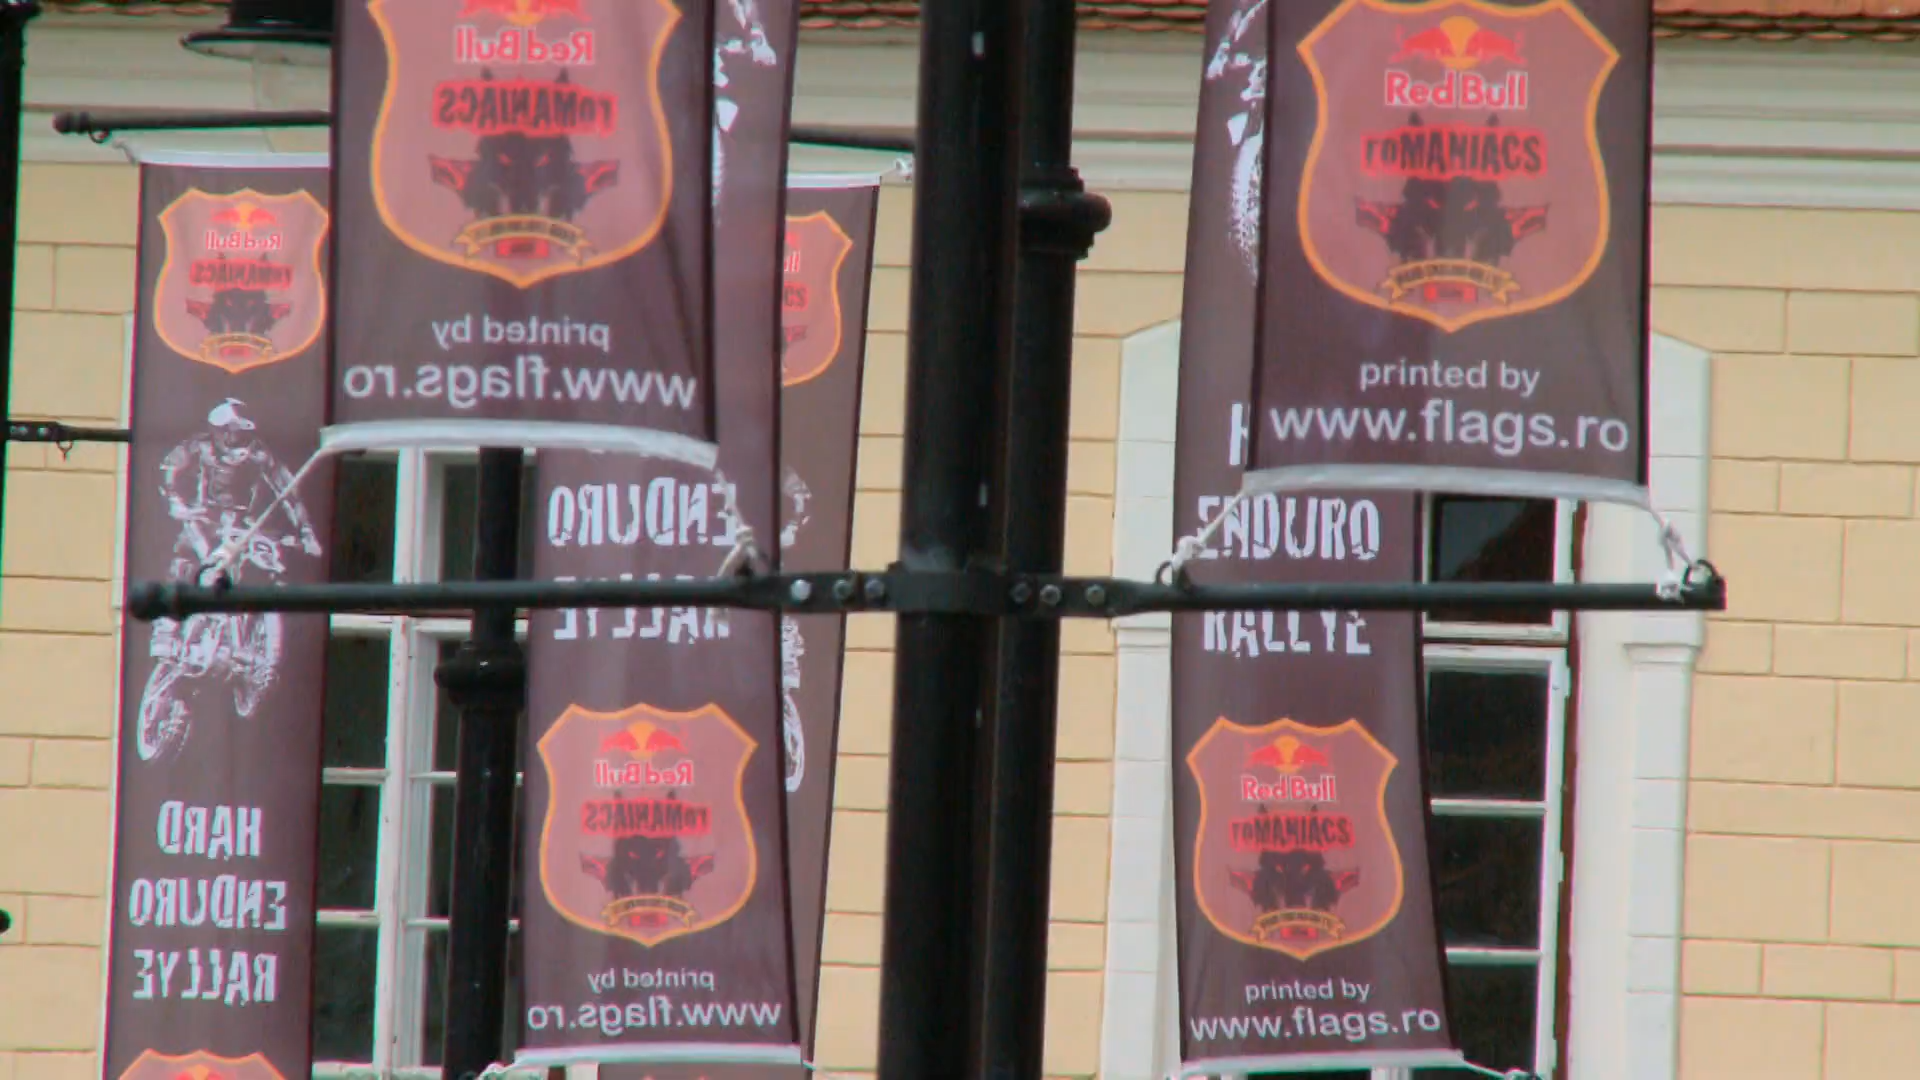 Red Bull
roMANIACS
printed by
www.flags.ro
Red Bull
roMANIACS
printed by
www.flags.ro
Red Bull
roMANIACS
HARD
ENDURO
RALLYE
ENDURO
RALLYE
Red Bull
roMANIACS
printed by
www.flags.ro
ENDURO
RALLYE
Red Bull
roMANIACS
printed by
www.flags.ro